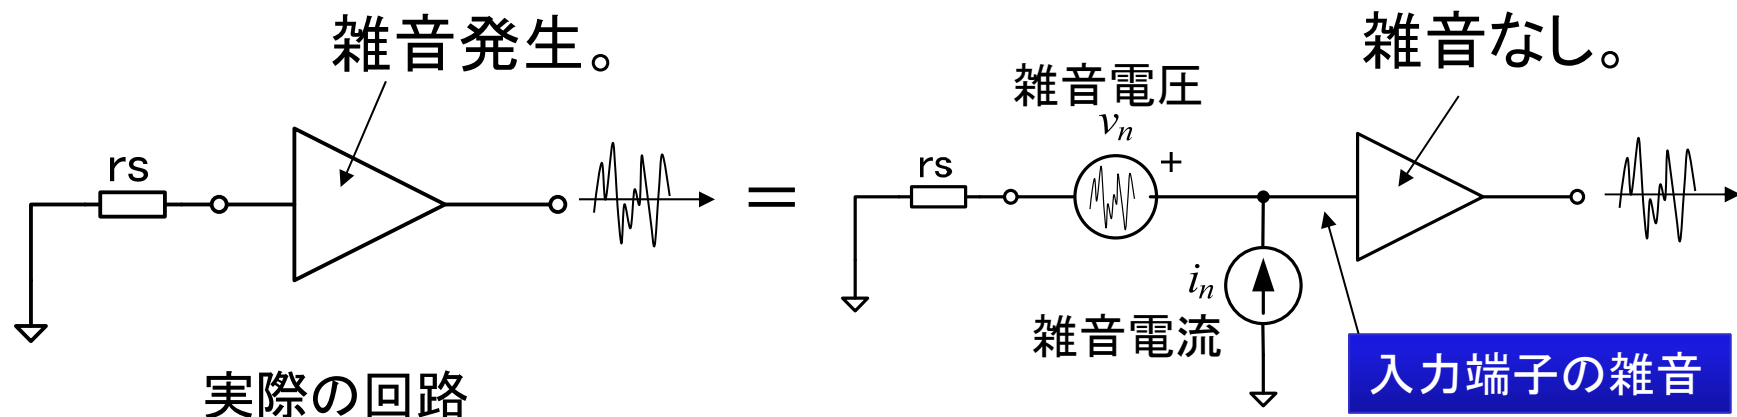 雑音発生。
rs
実際の回路
=
雑音なし。
雑音電圧
vn
+
rs
in
雑音電流
入力端子の雑音